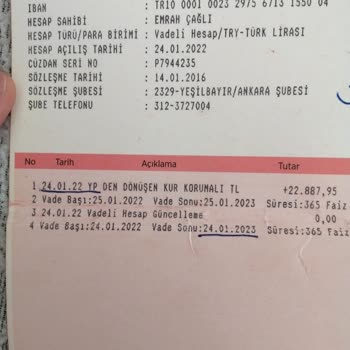 IBAN : TR10 0001 0023 2975 6713 1550 04
HESAP SAHİBİ : EMRAH ÇAĞLI
HESAP TÜRÜ/PARA BİRİMİ : Vadeli Hesap/TRY-TÜRK LİRASI
HESAP AÇILIŞ TARİHİ : 24.01.2022
CÜZDAN SERİ NO : P7944235
SÖZLEŞME TARİHİ : 14.01.2016
SÖZLEŞME ŞUBESİ : 2329-YEŞİLBAYIR/ANKARA ŞUBESİ
ŞUBE TELEFONU : 312-3727004
No Tarih Açıklama Tutar
1 24.01.22 YP DEN DÖNÜŞEN KUR KORUMALI TL +22.887,95
2 Vade Başı:25.01.2022 Vade Sonu:25.01.2023 Süresi:365 Faiz
3 24.01.22 Vadeli Hesap Güncelleme 0,00
4 Vade Başı:24.01.2022 Vade Sonu:24.01.2023 Süresi:365 Faiz